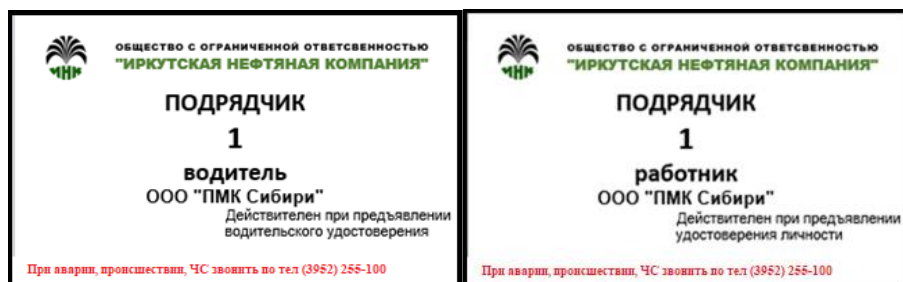 ИНК
ОБЩЕСТВО С ОГРАНИЧЕННОЙ ОТВЕТСВЕННОСТЬЮ
"ИРКУТСКАЯ НЕФТЯНАЯ КОМПАНИЯ"
ПОДРЯДЧИК
1
водитель
ООО "ПМК Сибири"
Действителен при предъявлении
водительского удостоверения
При аварии, происшествии, ЧС звонить по тел (3952) 255-100
ИНК
ОБЩЕСТВО С ОГРАНИЧЕННОЙ ОТВЕТСВЕННОСТЬЮ
"ИРКУТСКАЯ НЕФТЯНАЯ КОМПАНИЯ"
ПОДРЯДЧИК
1
работник
ООО "ПМК Сибири"
Действителен при предъявлении
удостоверения личности
При аварии, происшествии, ЧС звонить по тел (3952) 255-100